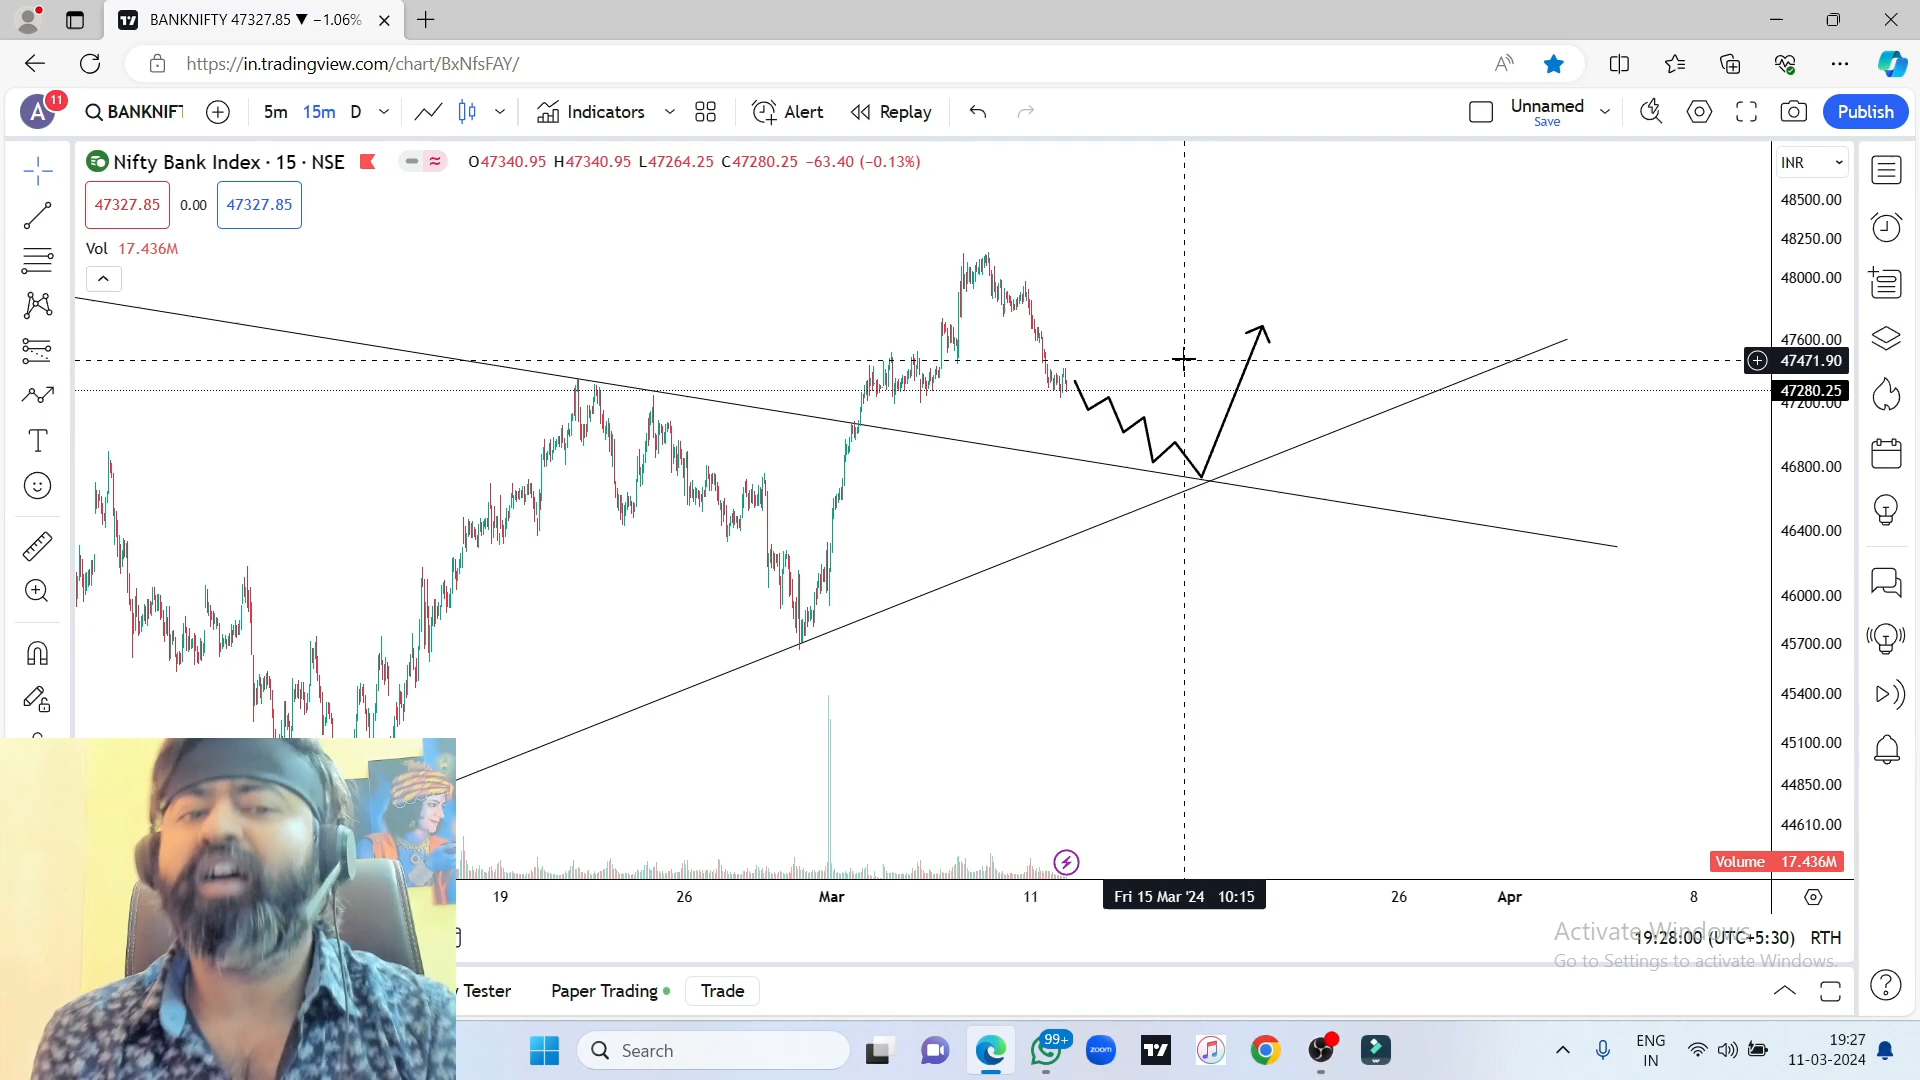 BANKNIFTY 47327.85 ▼ −1.06%
https://in.tradingview.com/chart/BxNfsFAY/
A 11 BANKNIFT 5m 15m D Indicators Alert Replay Unnamed Save Publish
Nifty Bank Index · 15 · NSE O47340.95 H47340.95 L47264.25 C47280.25 −63.40 (−0.13%)
INR
47327.85 0.00 47327.85
Vol 17.436M
48500.00
48250.00
48000.00
47600.00
47471.90
47280.25
47200.00
46800.00
46400.00
46000.00
45700.00
45400.00
45100.00
44850.00
44610.00
Volume 17.436M
19 26 Mar 11 Fri 15 Mar '24 10:15 26 Apr 8
Activate Windows
19:28:00 (UTC+5:30) RTH
Go to Settings to activate Windows.
y Tester Paper Trading Trade
Search
99+
zoom
ENG
IN
19:27
11-03-2024